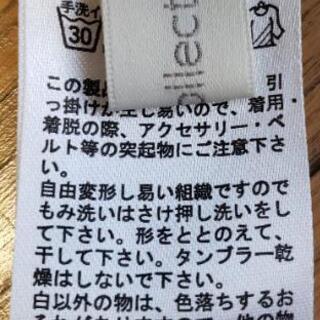 手洗イ
30
ollect
この製品
引
っ掛けが生じ易いので、着用・
着脱の際、アクセサリー・ベ
ルト等の突起物にご注意下さ
い。
自由変形し易い組織ですので
もみ洗いはさけ押し洗いをし
て下さい。形をととのえて、
干して下さい。タンブラー乾
燥はしないで下さい。
白以外の物は、色落ちするお